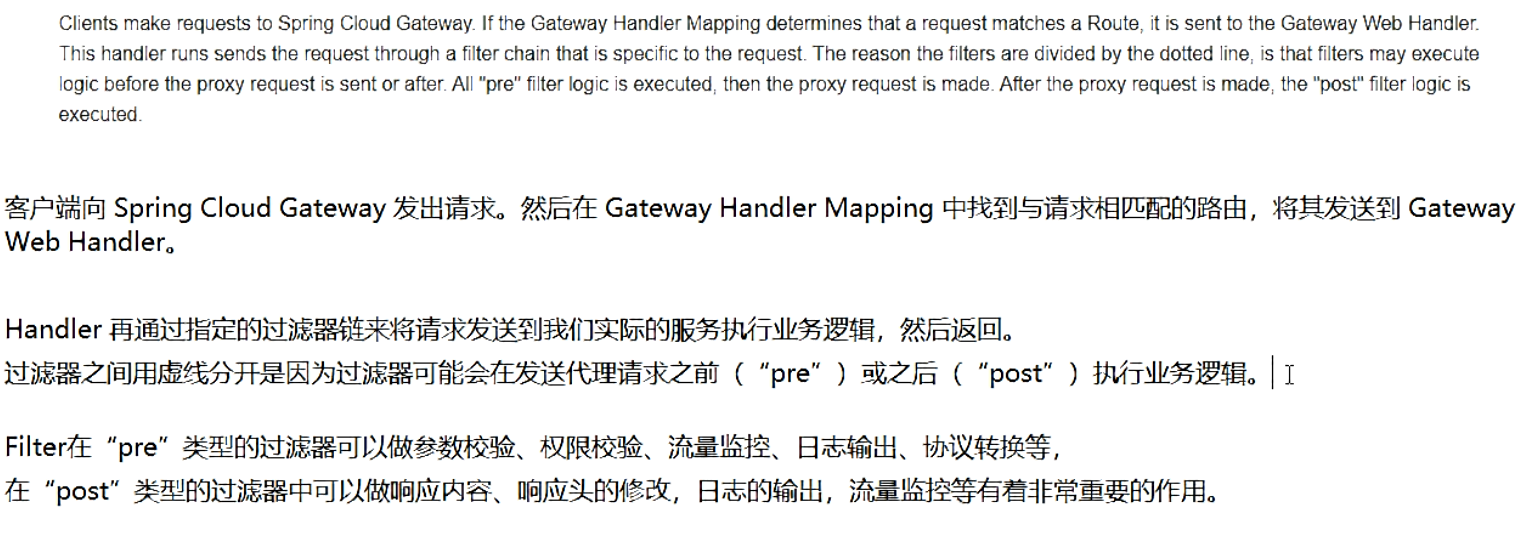 Clients make requests to Spring Cloud Gateway. If the Gateway Handler Mapping determines that a request matches a Route, it is sent to the Gateway Web Handler.
This handler runs sends the request through a filter chain that is specific to the request. The reason the filters are divided by the dotted line, is that filters may execute
logic before the proxy request is sent or after. All "pre" filter logic is executed, then the proxy request is made. After the proxy request is made, the "post" filter logic is
executed.
客户端向 Spring Cloud Gateway 发出请求。然后在 Gateway Handler Mapping 中找到与请求相匹配的路由，将其发送到 Gateway
Web Handler。
Handler 再通过指定的过滤器链来将请求发送到我们实际的服务执行业务逻辑，然后返回。
过滤器之间用虚线分开是因为过滤器可能会在发送代理请求之前（“pre”）或之后（“post”）执行业务逻辑。
Filter在“pre”类型的过滤器可以做参数校验、权限校验、流量监控、日志输出、协议转换等，
在“post”类型的过滤器中可以做响应内容、响应头的修改，日志的输出，流量监控等有着非常重要的作用。